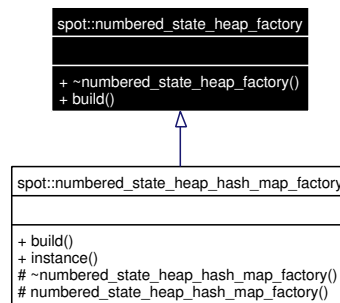 spot::numbered_state_heap_factory
+ ~numbered_state_heap_factory()
+ build()
spot::numbered_state_heap_hash_map_factory
+ build()
+ instance()
# ~numbered_state_heap_hash_map_factory()
# numbered_state_heap_hash_map_factory()